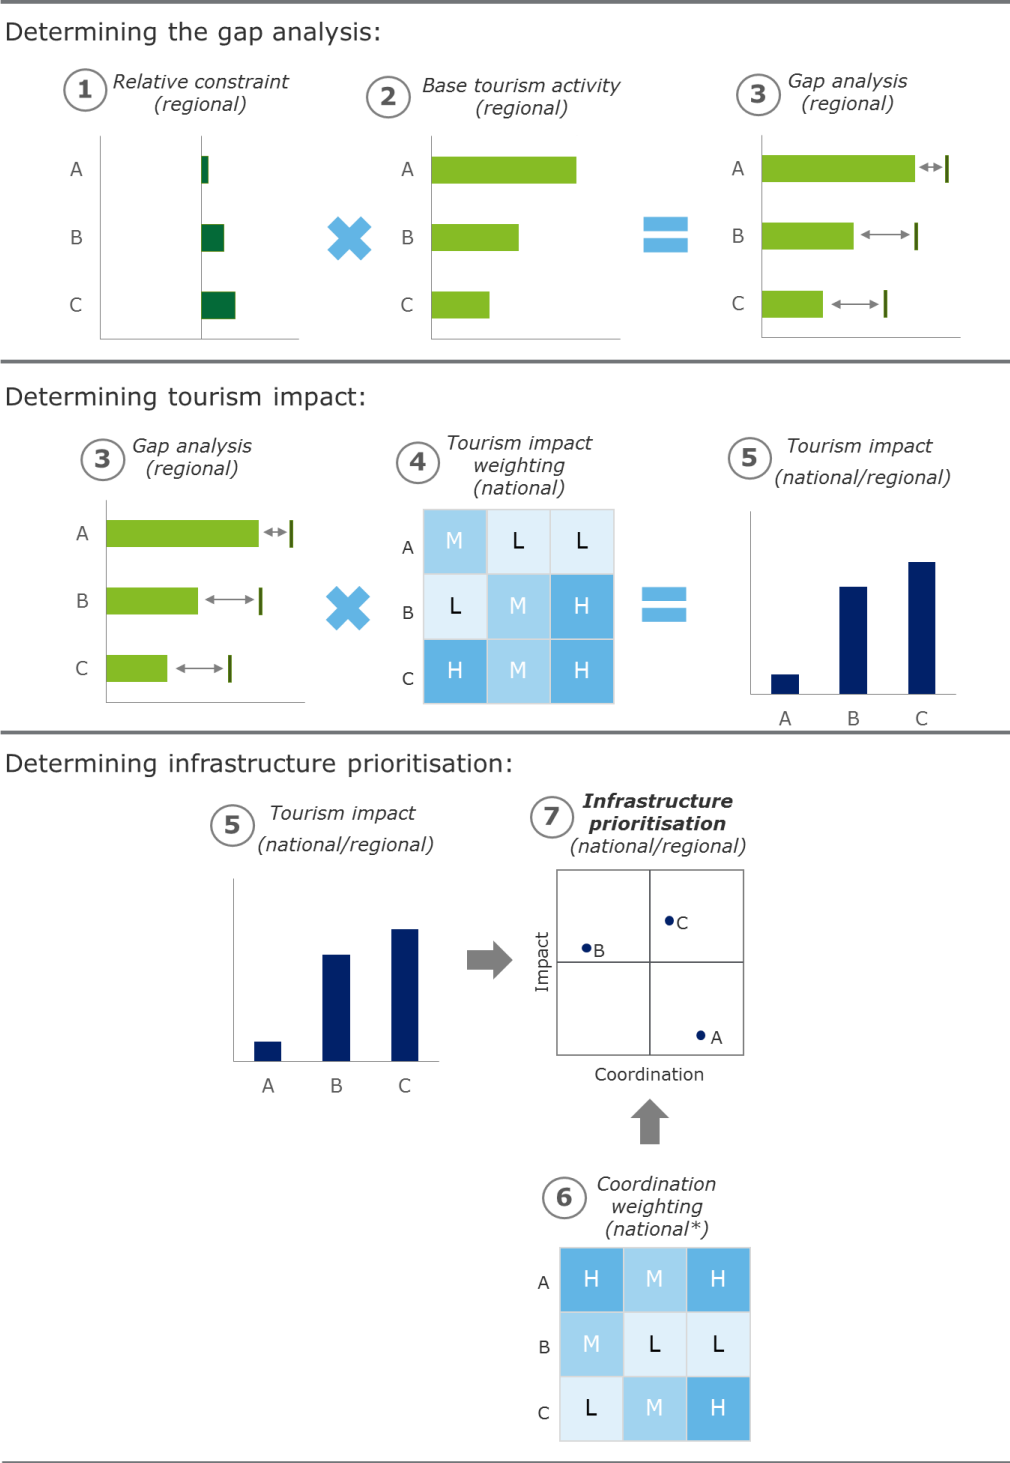 Determining the gap analysis:
1 Relative constraint
(regional)
2 Base tourism activity
(regional)
3 Gap analysis
(regional)
A
B
C
A
B
C
A
B
C
Determining tourism impact:
3 Gap analysis
(regional)
4 Tourism impact
weighting
(national)
5 Tourism impact
(national/regional)
A
B
C
A M L L
B L M H
C H M H
A B C
Determining infrastructure prioritisation:
5 Tourism impact
(national/regional)
A B C
7 Infrastructure
prioritisation
(national/regional)
Impact
C
B
A
Coordination
6 Coordination
weighting
(national*)
A H M H
B M L L
C L M H